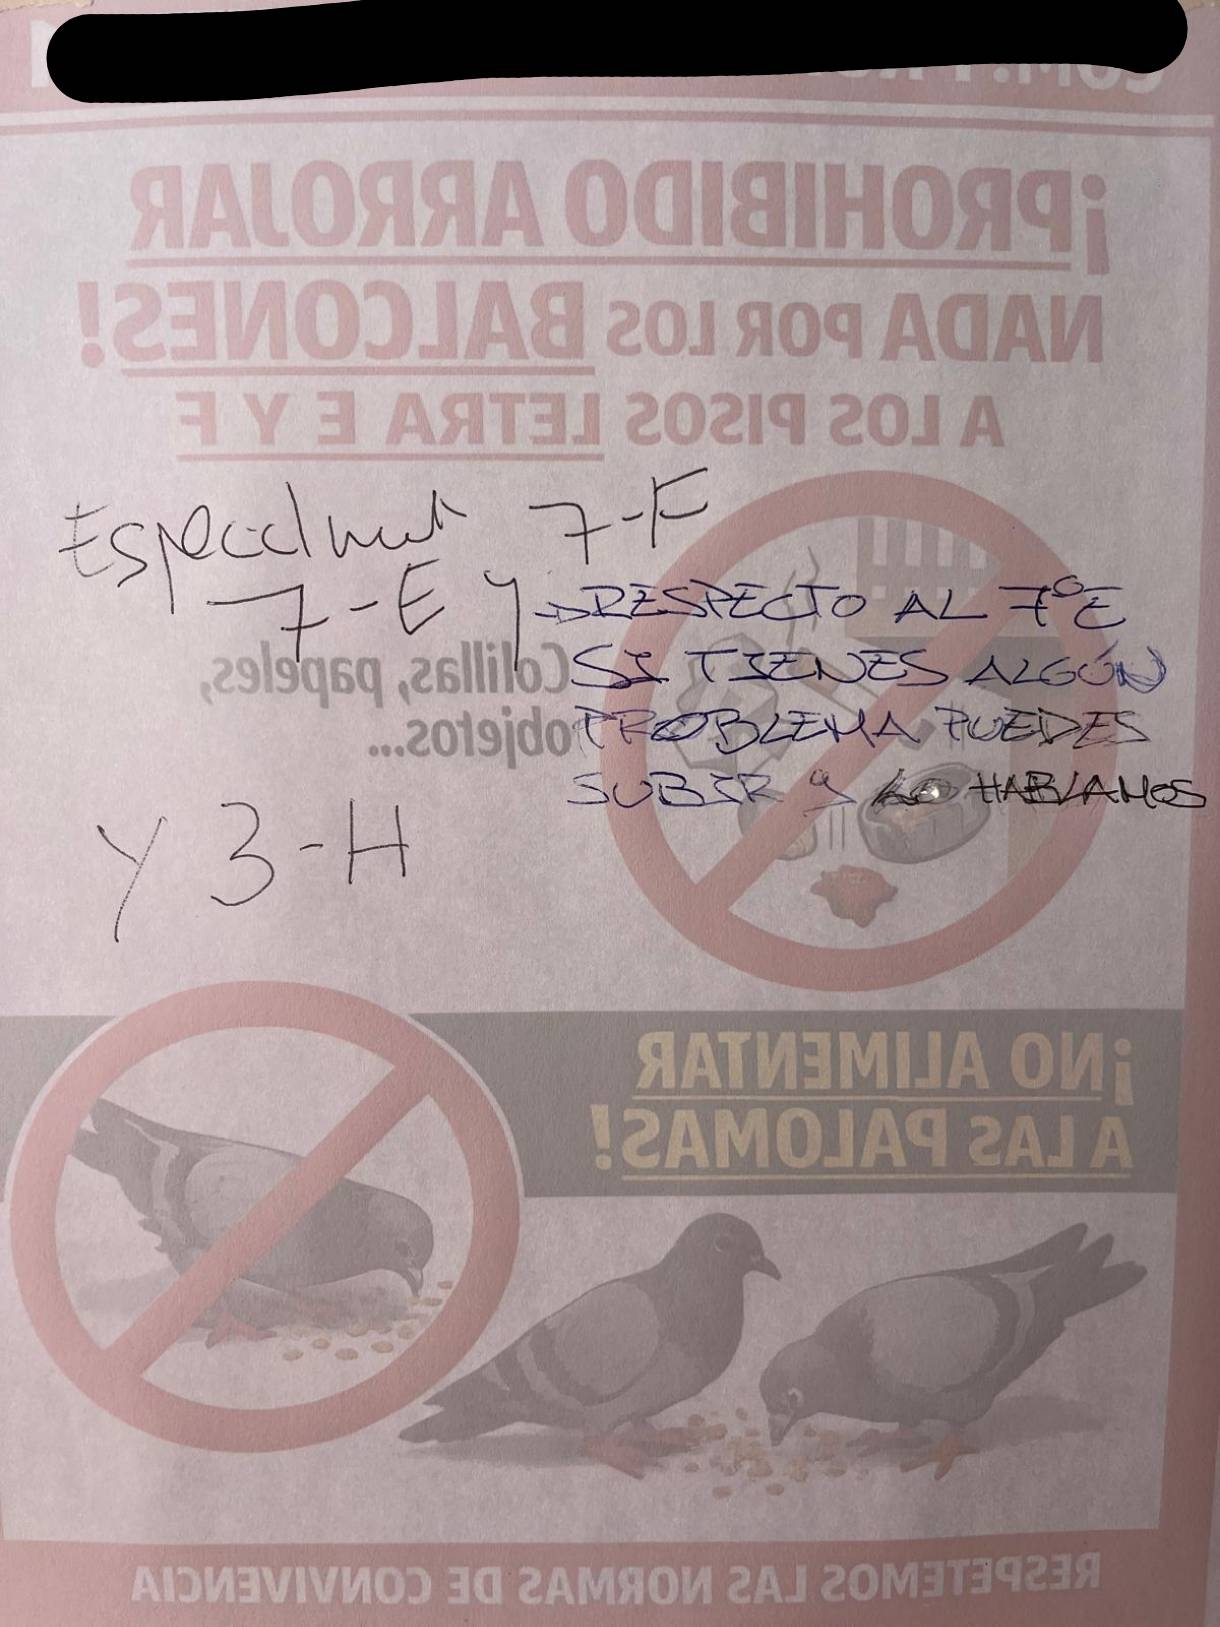 ¡PROHIBIDO ARROJAR
NADA POR LOS BALCONES!
A LOS PISOS LETRA E Y F
7-F
7-E y
RESPECTO AL 7ºE
SI TIENES ALGÚN
PROBLEMA PUEDES
SUBIR Y LO HABLAMOS
Colillas, papeles,
objetos...
Y 3-H
¡NO ALIMENTAR
A LAS PALOMAS!
RESPETEMOS LAS NORMAS DE CONVIVENCIA